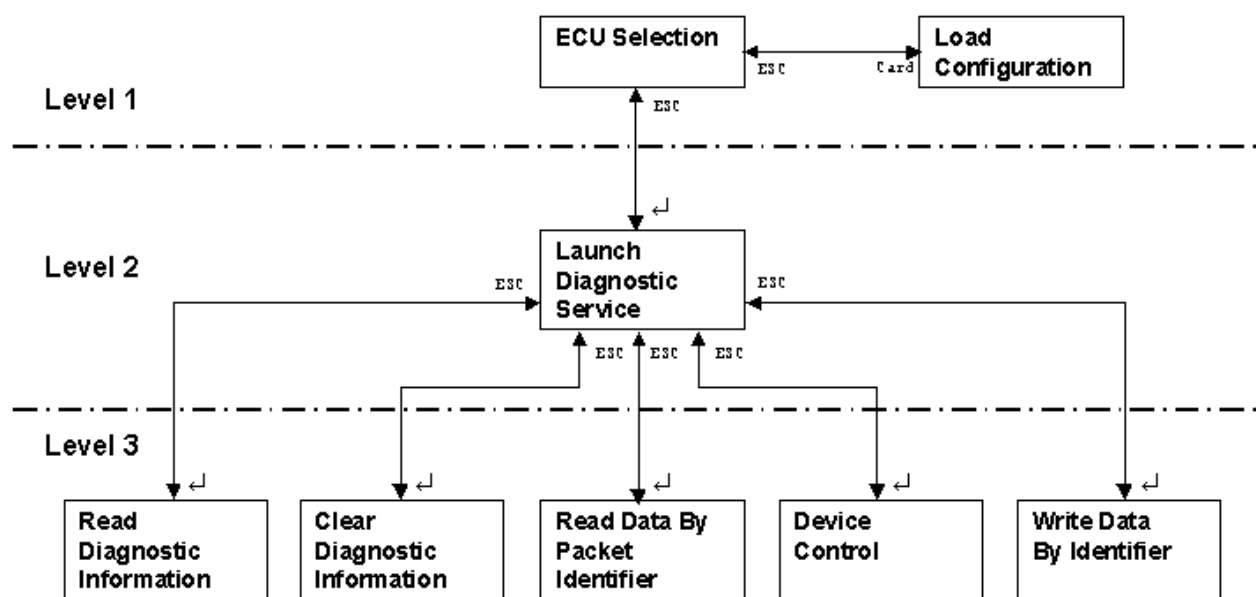 ECU Selection
Load
Configuration
ESC
Card
Level 1
ESC
↵
Level 2
Launch
Diagnostic
Service
ESC
ESC
ESC
ESC
ESC
Level 3
↵
↵
↵
↵
↵
Read
Diagnostic
Information
Clear
Diagnostic
Information
Read Data By
Packet
Identifier
Device
Control
Write Data
By Identifier